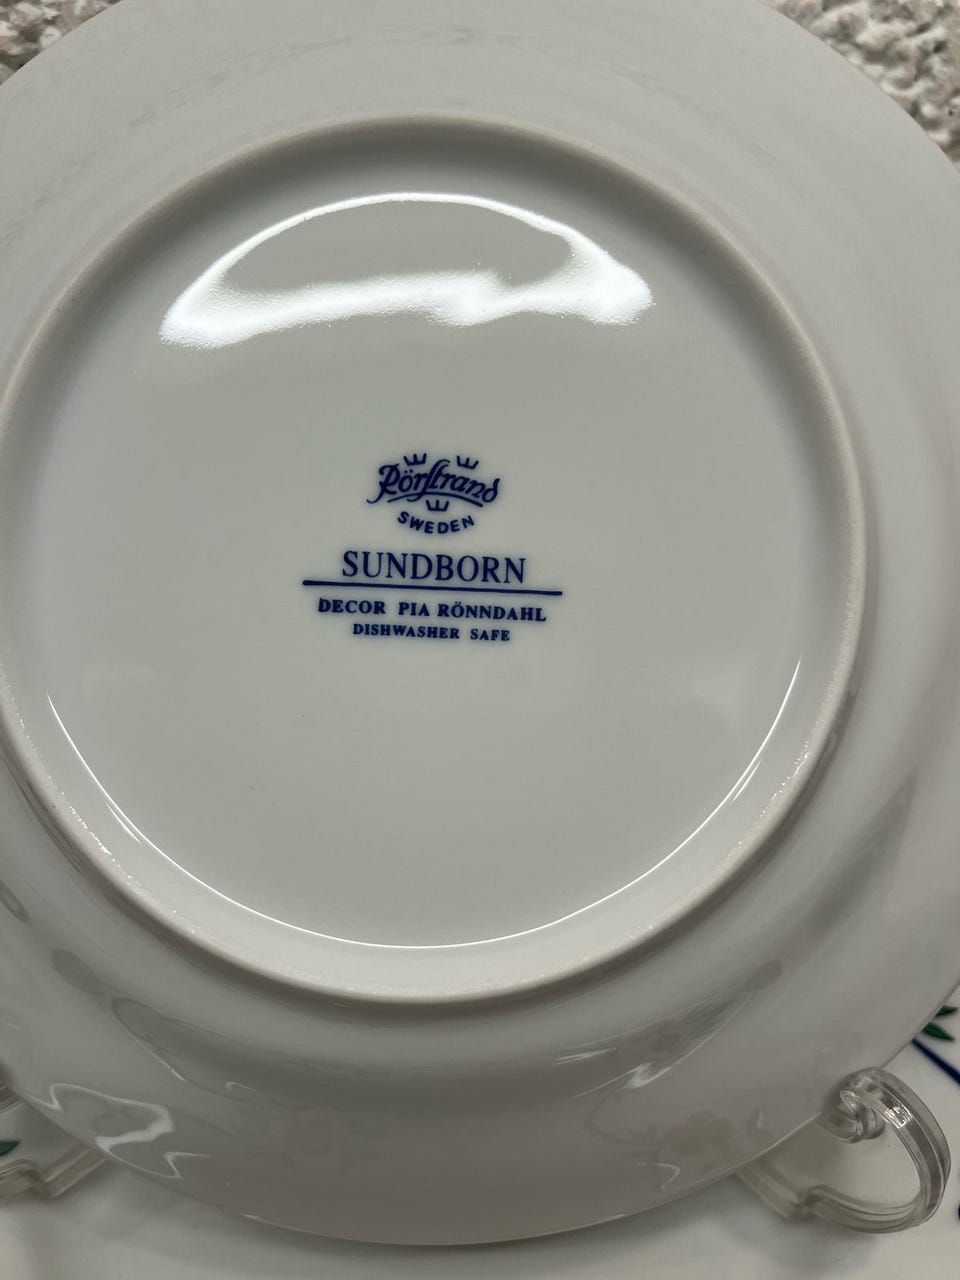 Rörstrand
SWEDEN
SUNDBORN
DECOR PIA RÖNNDAHL
DISHWASHER SAFE